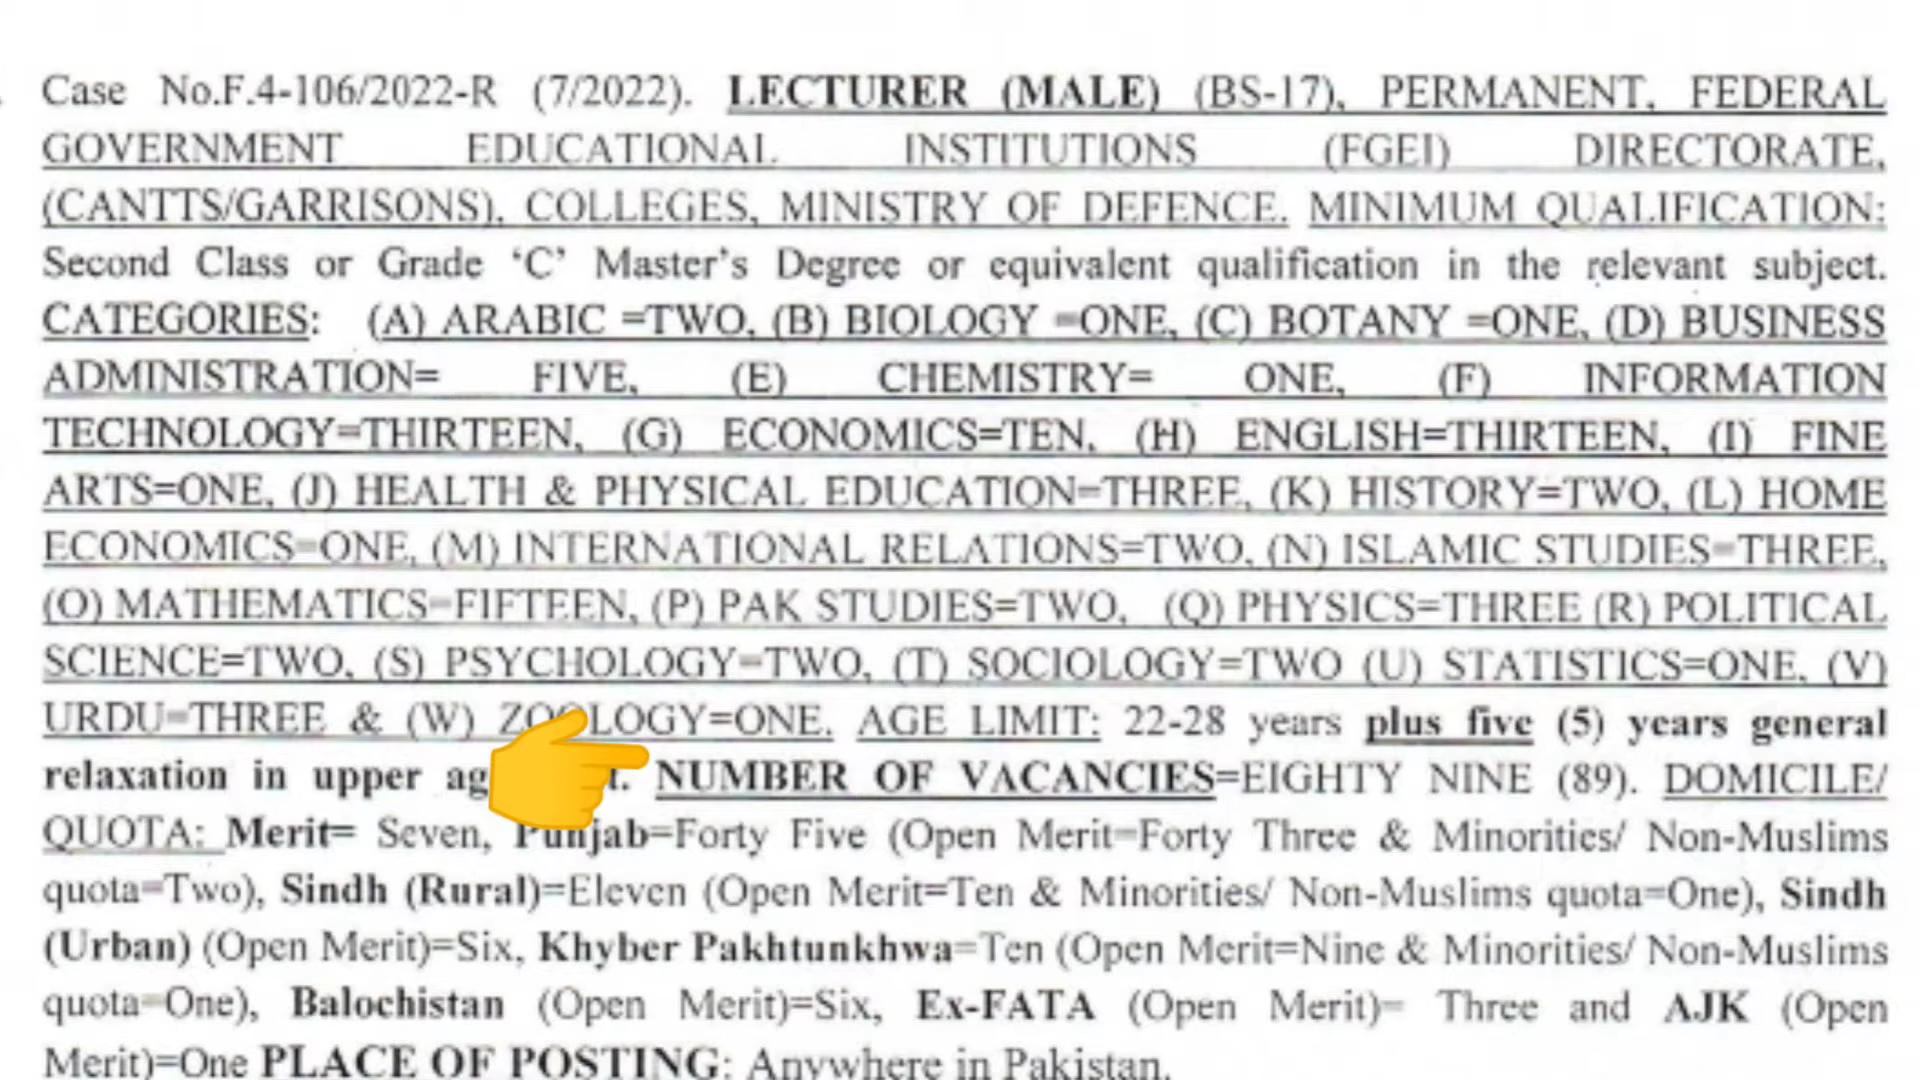 Case No.F.4-106/2022-R (7/2022). LECTURER (MALE) (BS-17), PERMANENT, FEDERAL
GOVERNMENT EDUCATIONAL INSTITUTIONS (FGEI) DIRECTORATE,
(CANTTS/GARRISONS), COLLEGES, MINISTRY OF DEFENCE. MINIMUM QUALIFICATION:
Second Class or Grade ‘C’ Master’s Degree or equivalent qualification in the relevant subject.
CATEGORIES: (A) ARABIC =TWO, (B) BIOLOGY =ONE, (C) BOTANY =ONE, (D) BUSINESS
ADMINISTRATION= FIVE, (E) CHEMISTRY= ONE, (F) INFORMATION
TECHNOLOGY=THIRTEEN, (G) ECONOMICS=TEN, (H) ENGLISH=THIRTEEN, (I) FINE
ARTS=ONE, (J) HEALTH & PHYSICAL EDUCATION=THREE, (K) HISTORY=TWO, (L) HOME
ECONOMICS=ONE, (M) INTERNATIONAL RELATIONS=TWO, (N) ISLAMIC STUDIES=THREE,
(O) MATHEMATICS=FIFTEEN, (P) PAK STUDIES=TWO, (Q) PHYSICS=THREE (R) POLITICAL
SCIENCE=TWO, (S) PSYCHOLOGY=TWO, (T) SOCIOLOGY=TWO (U) STATISTICS=ONE, (V)
URDU=THREE & (W) ZOOLOGY=ONE. AGE LIMIT: 22-28 years plus five (5) years general
relaxation in upper NUMBER OF VACANCIES=EIGHTY NINE (89). DOMICILE/
QUOTA: Merit= Seven, Punjab=Forty Five (Open Merit=Forty Three & Minorities/ Non-Muslims
quota=Two), Sindh (Rural)=Eleven (Open Merit=Ten & Minorities/ Non-Muslims quota=One), Sindh
(Urban) (Open Merit)=Six, Khyber Pakhtunkhwa=Ten (Open Merit=Nine & Minorities/ Non-Muslims
quota=One), Balochistan (Open Merit)=Six, Ex-FATA (Open Merit)= Three and AJK (Open
Merit)=One PLACE OF POSTING: Anywhere in Pakistan.